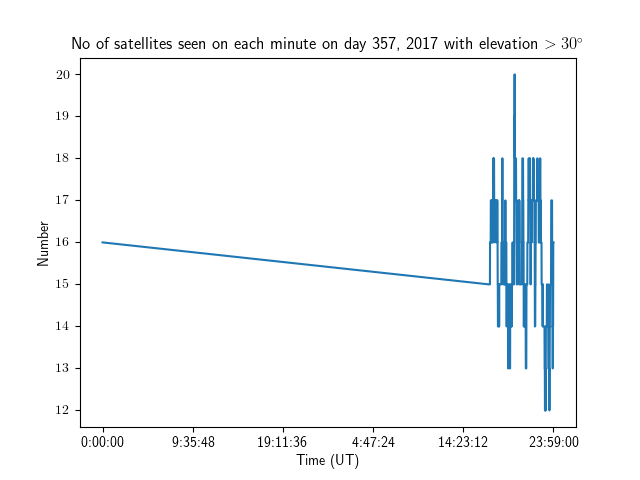 No of satellites seen on each minute on day 357, 2017 with elevation > 30°
20
19
18
17
16
15
14
13
12
Number
0:00:00 9:35:48 19:11:36 4:47:24 14:23:12 23:59:00
Time (UT)